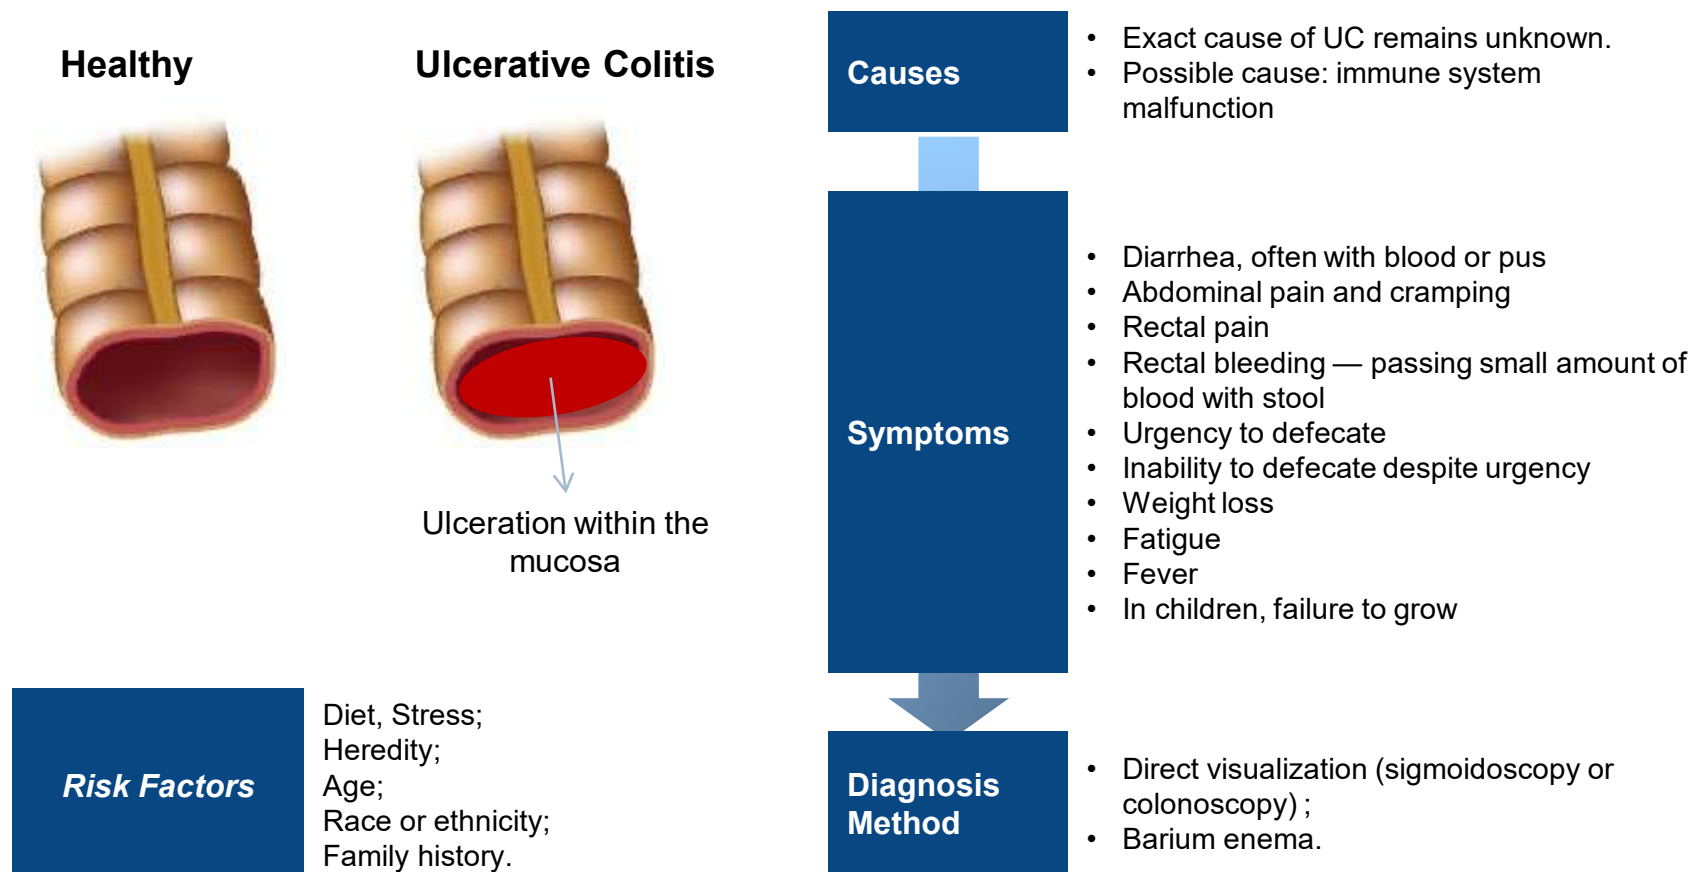 Healthy
Ulcerative Colitis
Ulceration within the
mucosa
Risk Factors
Diet, Stress;
Heredity;
Age;
Race or ethnicity;
Family history.
Causes
• Exact cause of UC remains unknown.
• Possible cause: immune system
malfunction
Symptoms
• Diarrhea, often with blood or pus
• Abdominal pain and cramping
• Rectal pain
• Rectal bleeding — passing small amount of
blood with stool
• Urgency to defecate
• Inability to defecate despite urgency
• Weight loss
• Fatigue
• Fever
• In children, failure to grow
Diagnosis
Method
• Direct visualization (sigmoidoscopy or
colonoscopy) ;
• Barium enema.